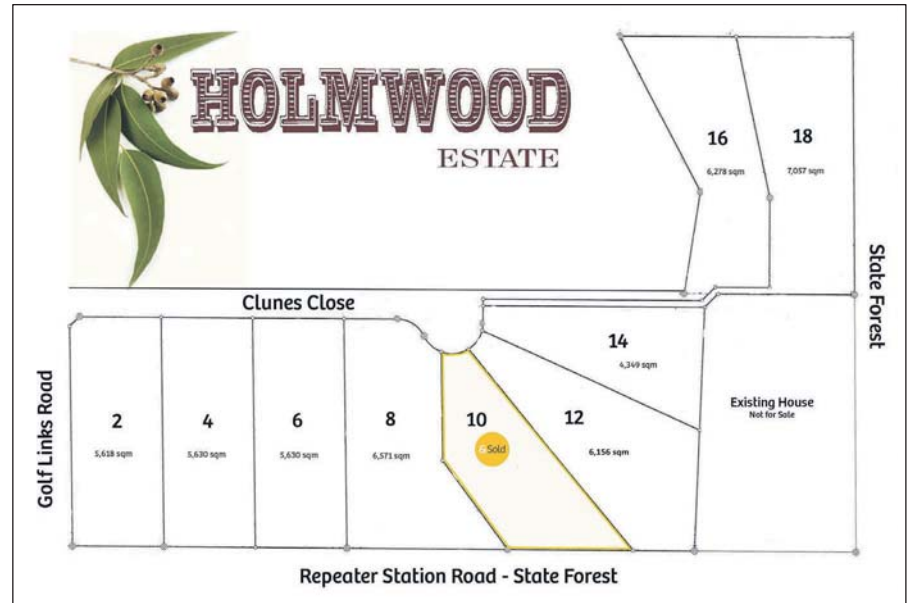 HOLMWOOD
ESTATE
16
6,278 sqm
18
7,057 sqm
State Forest
Clunes Close
Golf Links Road
2
5,618 sqm
4
5,630 sqm
6
5,630 sqm
8
6,571 sqm
10
Sold
12
6,156 sqm
14
4,349 sqm
Existing House
Not for Sale
Repeater Station Road - State Forest